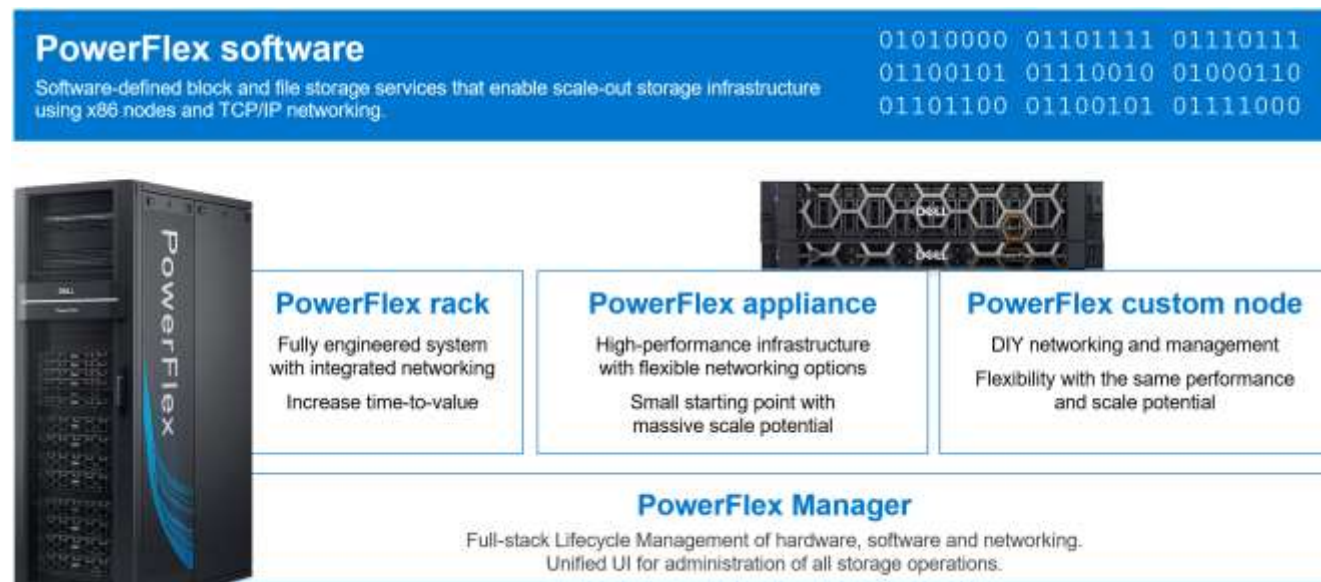 PowerFlex software
Software-defined block and file storage services that enable scale-out storage infrastructure
using x86 nodes and TCP/IP networking.
01010000 01101111 01110111
01100101 01110010 01000110
01101100 01100101 01111000
PowerFlex
DELL
DELL
DELL
PowerFlex rack
Fully engineered system
with integrated networking
Increase time-to-value
PowerFlex appliance
High-performance infrastructure
with flexible networking options
Small starting point with
massive scale potential
PowerFlex custom node
DIY networking and management
Flexibility with the same performance
and scale potential
PowerFlex Manager
Full-stack Lifecycle Management of hardware, software and networking.
Unified UI for administration of all storage operations.